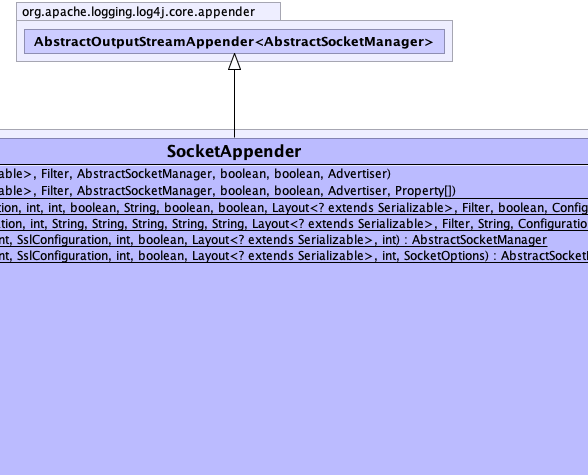 org.apache.logging.log4j.core.appender
AbstractOutputStreamAppender<AbstractSocketManager>
SocketAppender
able>, Filter, AbstractSocketManager, boolean, boolean, Advertiser)
able>, Filter, AbstractSocketManager, boolean, boolean, Advertiser, Property[])
tion, int, int, boolean, String, boolean, boolean, Layout<? extends Serializable>, Filter, boolean, Config
tion, int, String, String, String, String, String, Layout<? extends Serializable>, Filter, String, Configuratio
nt, SslConfiguration, int, boolean, Layout<? extends Serializable>, int) : AbstractSocketManager
nt, SslConfiguration, int, boolean, Layout<? extends Serializable>, int, SocketOptions) : AbstractSocket